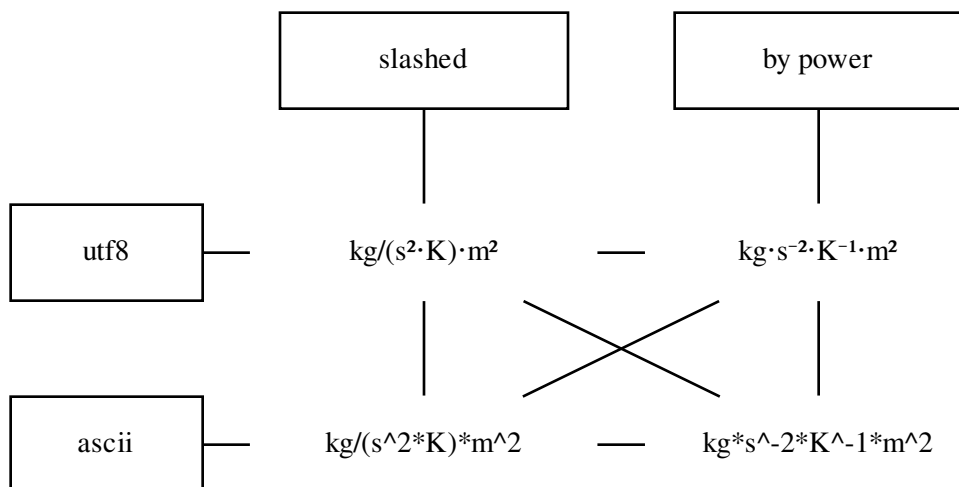 slashed by power
utf8 kg/(s²·K)·m² kg·s⁻²·K⁻¹·m²
ascii kg/(s^2*K)*m^2 kg*s^-2*K^-1*m^2